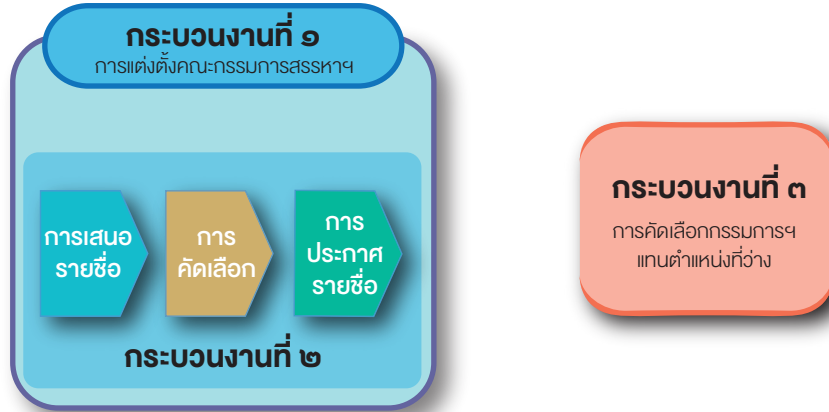 กระบวนงานที่ ๑
การแต่งตั้งคณะกรรมการสรรหาฯ
การเสนอ
รายชื่อ
การ
คัดเลือก
การ
ประกาศ
รายชื่อ
กระบวนงานที่ ๒
กระบวนงานที่ ๓
การคัดเลือกกรรมการฯ
แทนตำแหน่งที่ว่าง